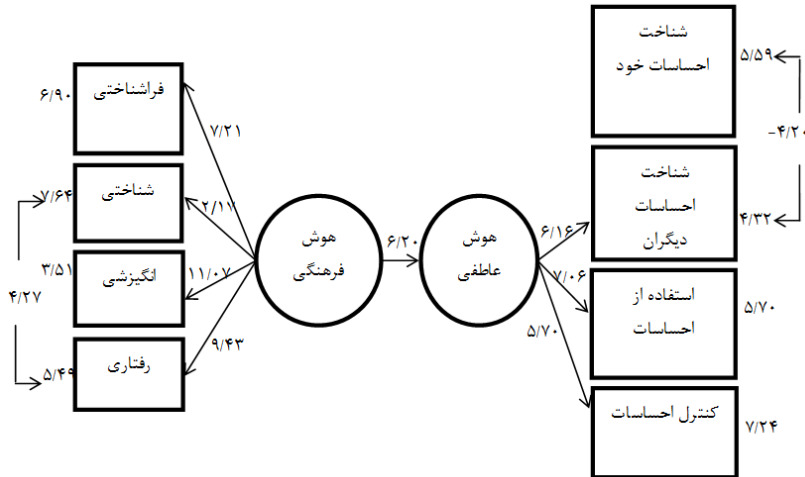 شناخت
احساسات خود
۵/۵۹
-۴/۲۰
شناخت
احساسات
دیگران
۴/۳۲
استفاده از
احساسات
۵/۷۰
کنترل احساسات
۷/۲۴
۶/۱۶
۷/۰۶
۵/۷۰
هوش
عاطفی
۶/۲۰
هوش
فرهنگی
۷/۲۱
۲/۱۷
۱۱/۰۷
۹/۴۳
فراشناختی
۶/۹۰
شناختی
۷/۶۴
انگیزشی
۳/۵۱
رفتاری
۵/۴۹
۴/۲۷